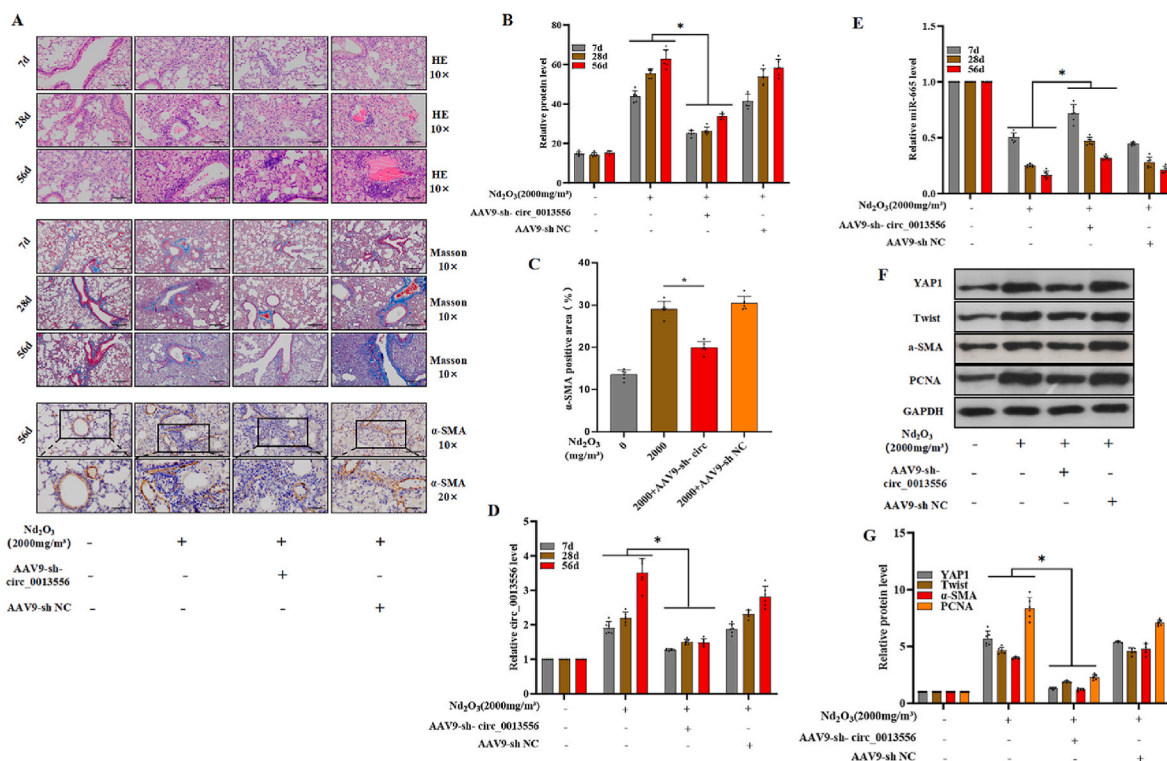 A
7d
HE
10×
28d
HE
10×
56d
HE
10×
7d
Masson
10×
28d
Masson
10×
56d
Masson
10×
56d
α-SMA
10×
α-SMA
20×
Nd₂O₃
(2000mg/m³)
- + + +
AAV9-sh-
circ_0013556
- - + -
AAV9-sh NC
- - - +
B
Relative protein level
80
60
40
20
0
7d
28d
56d
*
Nd₂O₃(2000mg/m³) - + + +
AAV9-sh- circ_0013556 - - + -
AAV9-sh NC - - - +
C
α-SMA positive area (%)
40
30
20
10
0
*
Nd₂O₃
(mg/m³)
0
2000
2000+AAV9-sh-circ
2000+AAV9-sh NC
D
Relative circ_0013556 level
5
4
3
2
1
0
7d
28d
56d
*
Nd₂O₃(2000mg/m³) - + + +
AAV9-sh- circ_0013556 - - + -
AAV9-sh NC - - - +
E
Relative miR-665 level
1.5
1.0
0.5
0.0
7d
28d
56d
*
Nd₂O₃(2000mg/m³) - + + +
AAV9-sh- circ_0013556 - - + -
AAV9-sh NC - - - +
F
YAP1
Twist
a-SMA
PCNA
GAPDH
Nd₂O₃
(2000mg/m³)
- + + +
AAV9-sh-
circ_0013556
- - + -
AAV9-sh NC
- - - +
G
Relative protein level
15
10
5
0
YAP1
Twist
α-SMA
PCNA
*
Nd₂O₃(2000mg/m³) - + + +
AAV9-sh- circ_0013556 - - + -
AAV9-sh NC - - - +